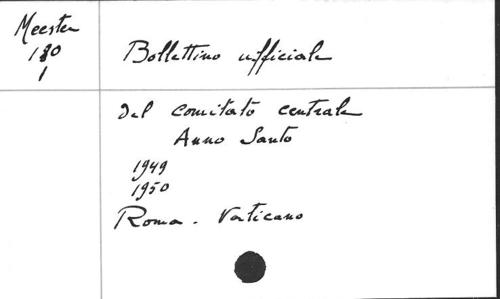 Meester
180
1
Bollettino ufficiale
del comitato centrale
Anno Santo
1949
1950
Roma. Vaticano